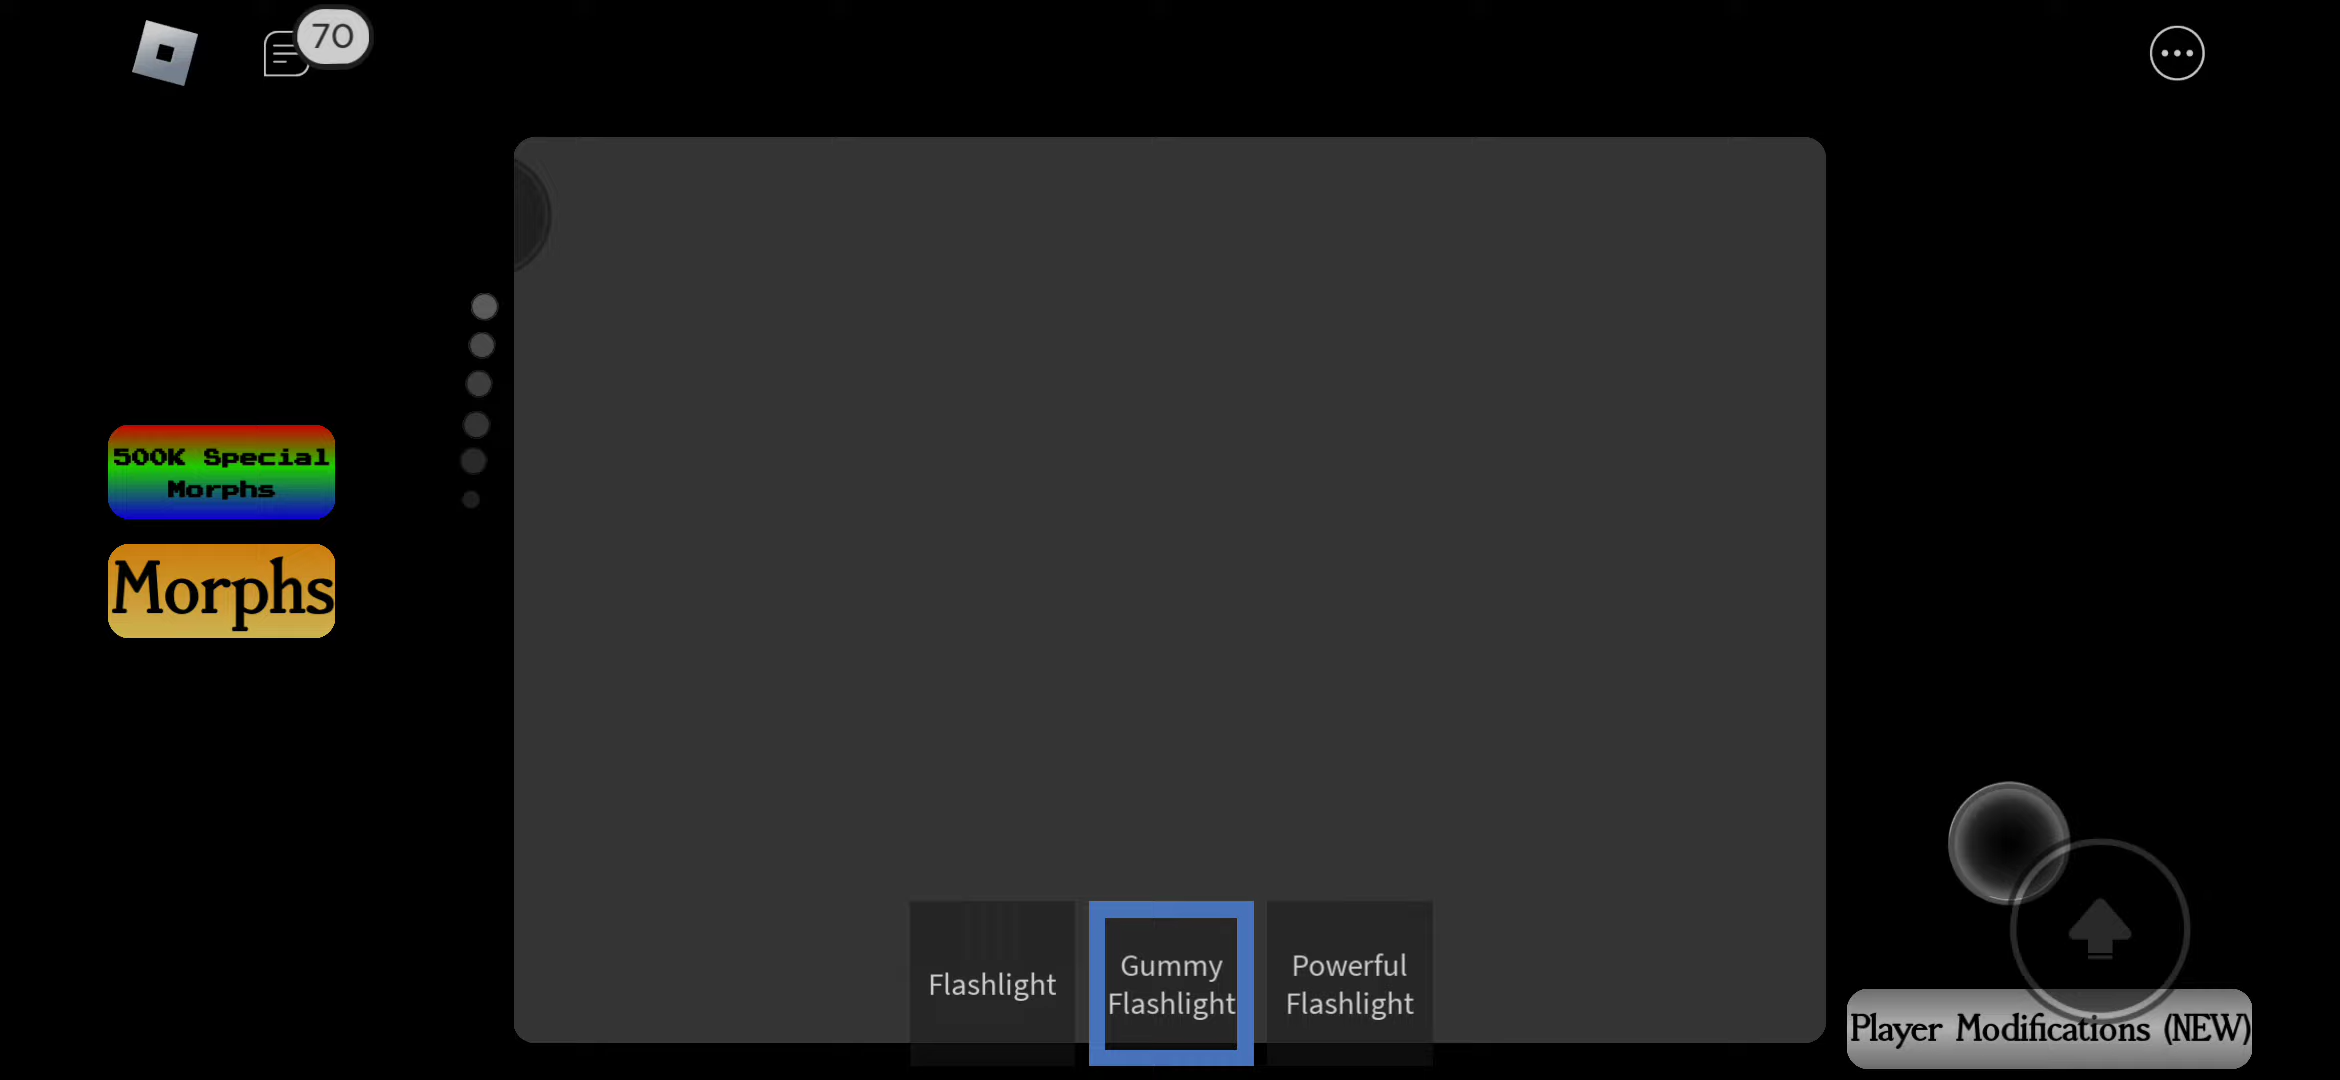 70
500K Special
Morphs
Morphs
Flashlight
Gummy
Flashlight
Powerful
Flashlight
Player Modifications (NEW)